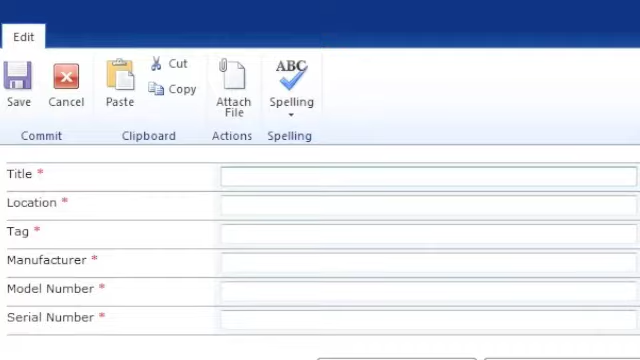 Edit
Save
Cancel
Paste
Cut
Copy
Attach
File
ABC
Spelling
Commit
Clipboard
Actions
Spelling
Title *
Location *
Tag *
Manufacturer *
Model Number *
Serial Number *